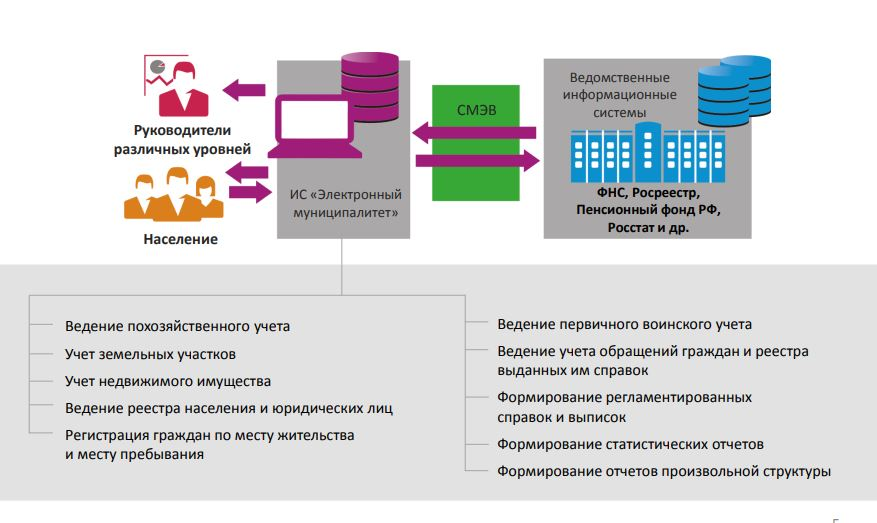 Руководители
различных уровней
Население
ИС «Электронный
муниципалитет»
СМЭВ
Ведомственные
информационные
системы
ФНС, Росреестр,
Пенсионный фонд РФ,
Росстат и др.
Ведение похозяйственного учета
Учет земельных участков
Учет недвижимого имущества
Ведение реестра населения и юридических лиц
Регистрация граждан по месту жительства
и месту пребывания
Ведение первичного воинского учета
Ведение учета обращений граждан и реестра
выданных им справок
Формирование регламентированных
справок и выписок
Формирование статистических отчетов
Формирование отчетов произвольной структуры